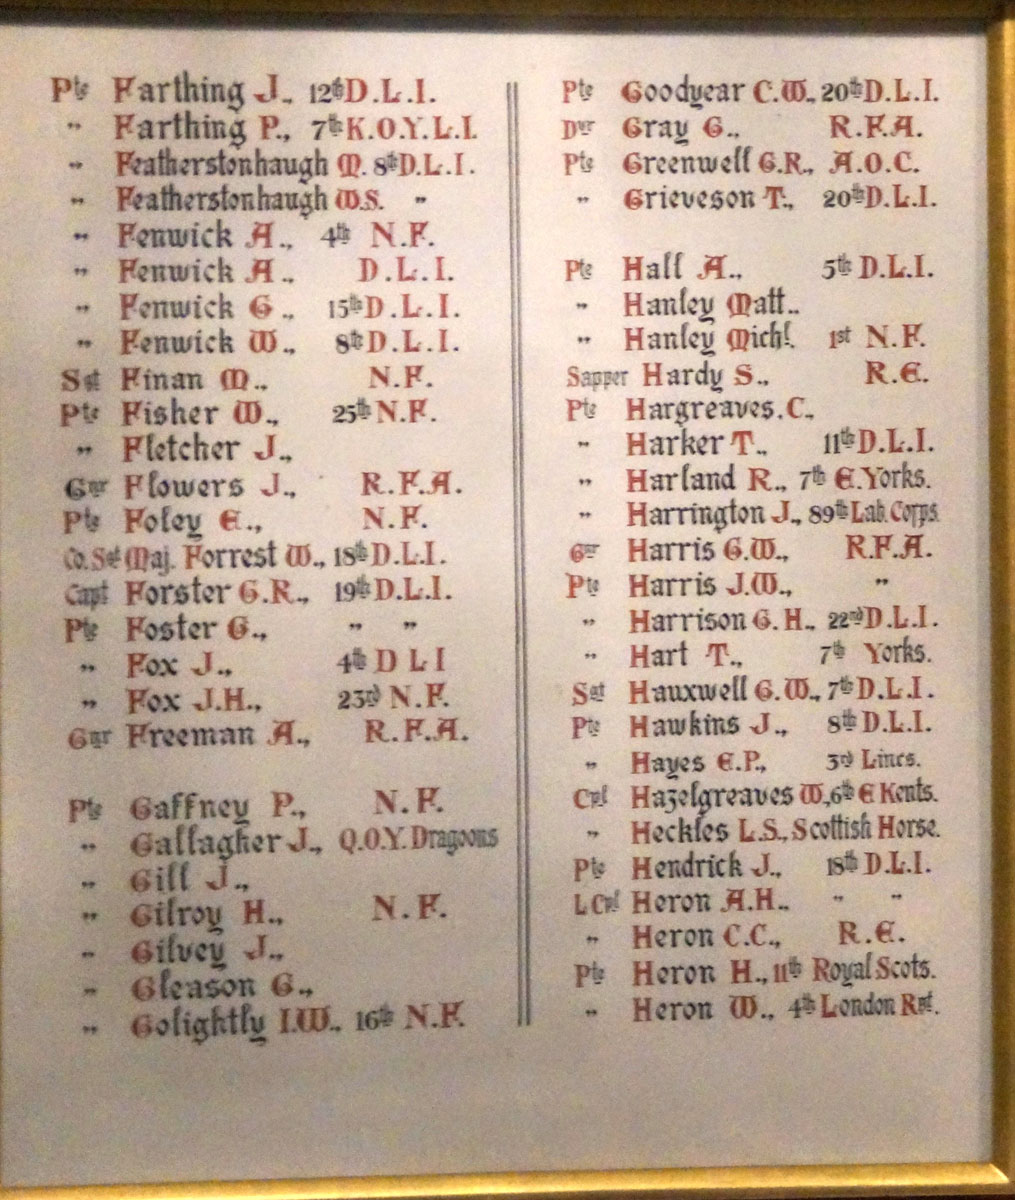 Pte Farthing J., 12th D.L.I.
" Farthing P., 7th K.O.Y.L.I.
" Featherstonhaugh M. 8th D.L.I.
" Featherstonhaugh W.S. "
" Fenwick A., 4th N.F.
" Fenwick A., D.L.I.
" Fenwick G., 15th D.L.I.
" Fenwick W., 8th D.L.I.
Sgt Finan M., N.F.
Pte Fisher W., 25th N.F.
" Fletcher J.,
Gnr Flowers J., R.F.A.
Pte Foley E., N.F.
Co. Sgt Maj. Forrest W., 18th D.L.I.
Capt Forster G.R., 19th D.L.I.
Pte Foster G., " "
" Fox J., 4th D L I
" Fox J.H., 23rd N.F.
Gnr Freeman A., R.F.A.
Pte Gaffney P., N.F.
" Gallagher J., Q.O.Y. Dragoons
" Gill J.,
" Gilroy H., N.F.
" Gilvey J.,
" Gleason G.,
" Golightly I.W., 16th N.F.
Pte Goodyear C.W., 20th D.L.I.
Dvr Gray G., R.F.A.
Pte Greenwell G.R., A.O.C.
" Grieveson T., 20th D.L.I.
Pte Hall A., 5th D.L.I.
" Hanley Matt..
" Hanley Michl. 1st N.F.
Sapper Hardy S., R.E.
Pte Hargreaves. C.,
" Harker T., 11th D.L.I.
" Harland R., 7th E. Yorks.
" Harrington J., 89th Lab. Corps.
Gnr Harris G.W., R.F.A.
Pte Harris J.W., "
" Harrison G. H., 22nd D.L.I.
" Hart T., 7th Yorks.
Sgt Hauxwell G.W., 7th D.L.I.
Pte Hawkins J., 8th D.L.I.
" Hayes E.P., 3rd Lincs.
Cpl Hazelgreaves W., 6th E Kents.
" Heckles L.S., Scottish Horse.
Pte Hendrick J., 18th D.L.I.
L Cpl Heron A.H., " "
" Heron C.C., R.E.
Pte Heron H., 11th Royal Scots.
" Heron W., 4th London Rgt.